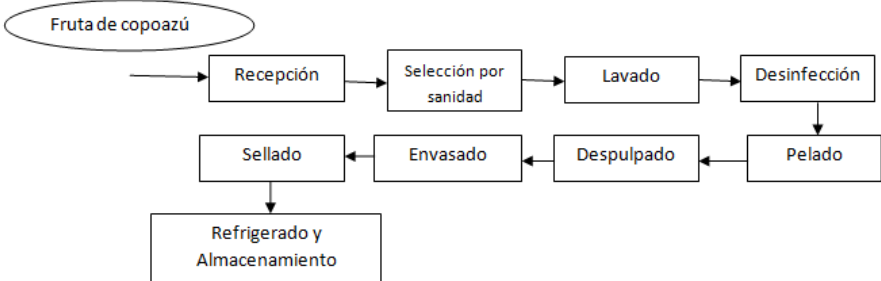 Fruta de copoazú
Recepción
Selección por
sanidad
Lavado
Desinfección
Pelado
Despulpado
Envasado
Sellado
Refrigerado y
Almacenamiento